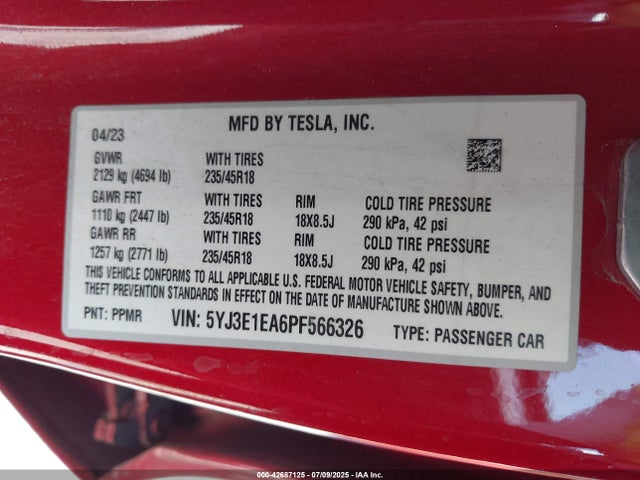 04/23 MFD BY TESLA, INC.
GVWR WITH TIRES
2129 kg (4694 lb) 235/45R18
GAWR FRT WITH TIRES RIM COLD TIRE PRESSURE
1110 kg (2447 lb) 235/45R18 18X8.5J 290 kPa, 42 psi
GAWR RR WITH TIRES RIM COLD TIRE PRESSURE
1257 kg (2771 lb) 235/45R18 18X8.5J 290 kPa, 42 psi
THIS VEHICLE CONFORMS TO ALL APPLICABLE U.S. FEDERAL MOTOR VEHICLE SAFETY, BUMPER, AND
THEFT PREVENTION STANDARDS IN EFFECT ON THE DATE OF MANUFACTURE SHOWN ABOVE.
PNT: PPMR VIN: 5YJ3E1EA6PF566326 TYPE: PASSENGER CAR
000-42687125 - 07/09/2025 - IAA Inc.